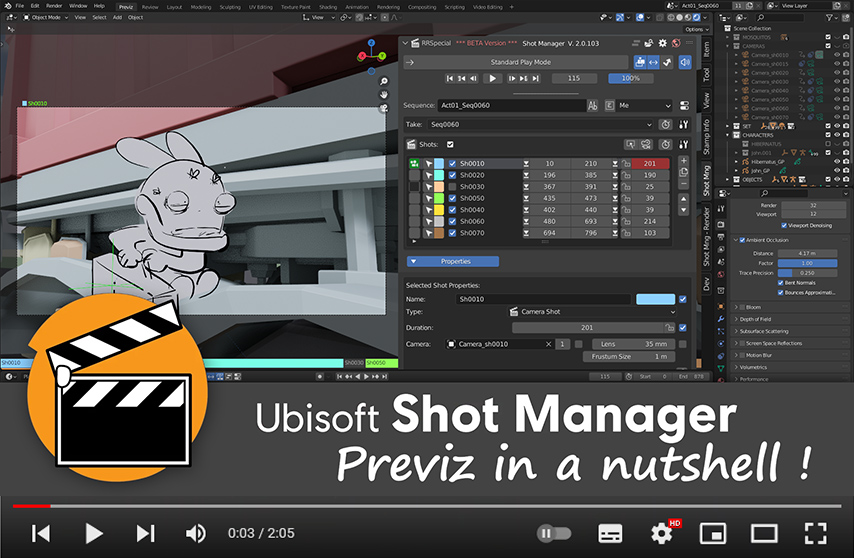 File Edit Render Window Help Previz Review Layout Modeling Sculpting UV Editing Texture Paint Shading Animation Rendering Compositing Scripting Video Editing
Act01_Seq0060 11 View Layer
Object Mode View Select Add Object
View
Options
RRSpecial *** BETA Version *** Shot Manager V. 2.0.103
Standard Play Mode
115 100%
Sequence: Act01_Seq0060 E Me
Take: Seq0060
Shots:
Sh0010 10 210 201
Sh0020 196 385 190
Sh0030 367 391 25
Sh0050 435 473 39
Sh0040 402 440 39
Sh0060 480 693 214
Sh0070 694 796 103
Properties
Selected Shot Properties:
Name: Sh0010
Type: Camera Shot
Duration: 201
Camera: Camera_sh0010 1 Lens 35 mm
Frustum Size 1 m
Item
Tool
View
Stamp Info
Shot Mng
Shot Mng - Render
Dev
Scene Collection
MOSQUITOS
CAMERAS
Camera_sh0010
Camera_sh0015
Camera_sh0020
Camera_sh0030
Camera_sh0040
Camera_sh0050
Camera_sh0060
Camera_sh0070
SET
CHARACTERS
HIBERNATUS
John.001
Hibernatus_GP
John_GP
OBJECTS
Render 32
Viewport 12
Viewport Denoising
Ambient Occlusion
Distance 4.17 m
Factor 1.00
Trace Precision 0.250
Bent Normals
Bounces Approximati...
Bloom
Depth of Field
Subsurface Scattering
Screen Space Reflections
Motion Blur
Volumetrics
Performance
Sh0010
Sh0010 Sh0030 Sh0050
115 Start 0 End 878
Ubisoft Shot Manager
Previz in a nutshell !
0:03 / 2:05
HD